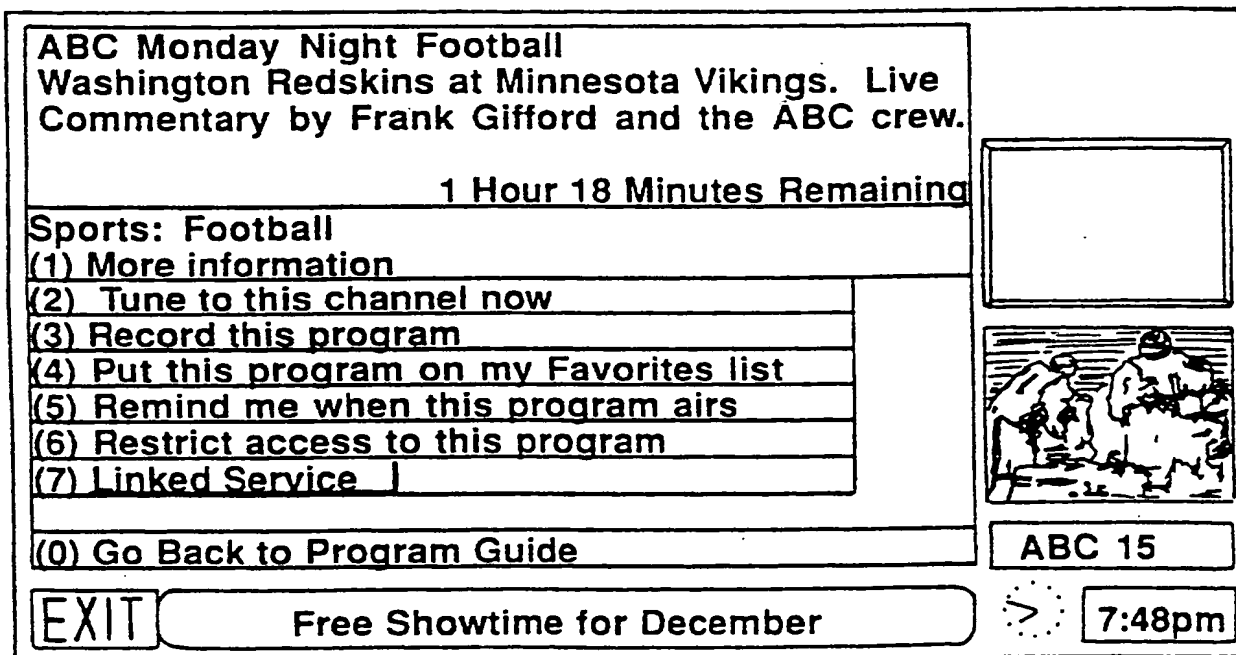 ABC Monday Night Football
Washington Redskins at Minnesota Vikings. Live
Commentary by Frank Gifford and the ABC crew.
1 Hour 18 Minutes Remaining
Sports: Football
(1) More information
(2) Tune to this channel now
(3) Record this program
(4) Put this program on my Favorites list
(5) Remind me when this program airs
(6) Restrict access to this program
(7) Linked Service
(0) Go Back to Program Guide
ABC 15
EXIT
Free Showtime for December
7:48pm